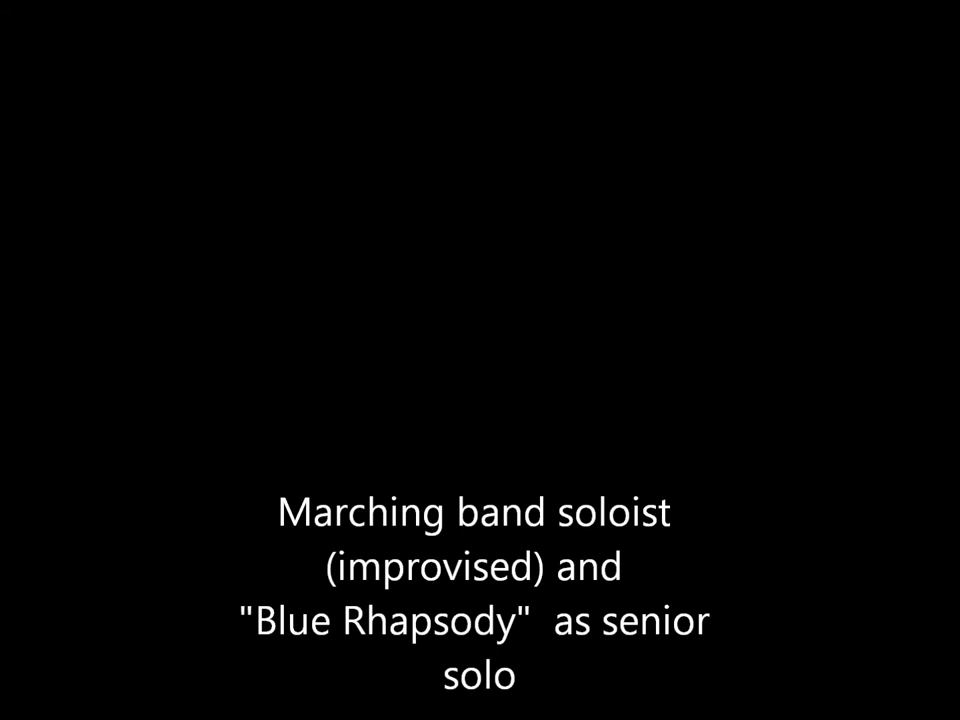 Marching band soloist
(improvised) and
"Blue Rhapsody"  as senior
solo